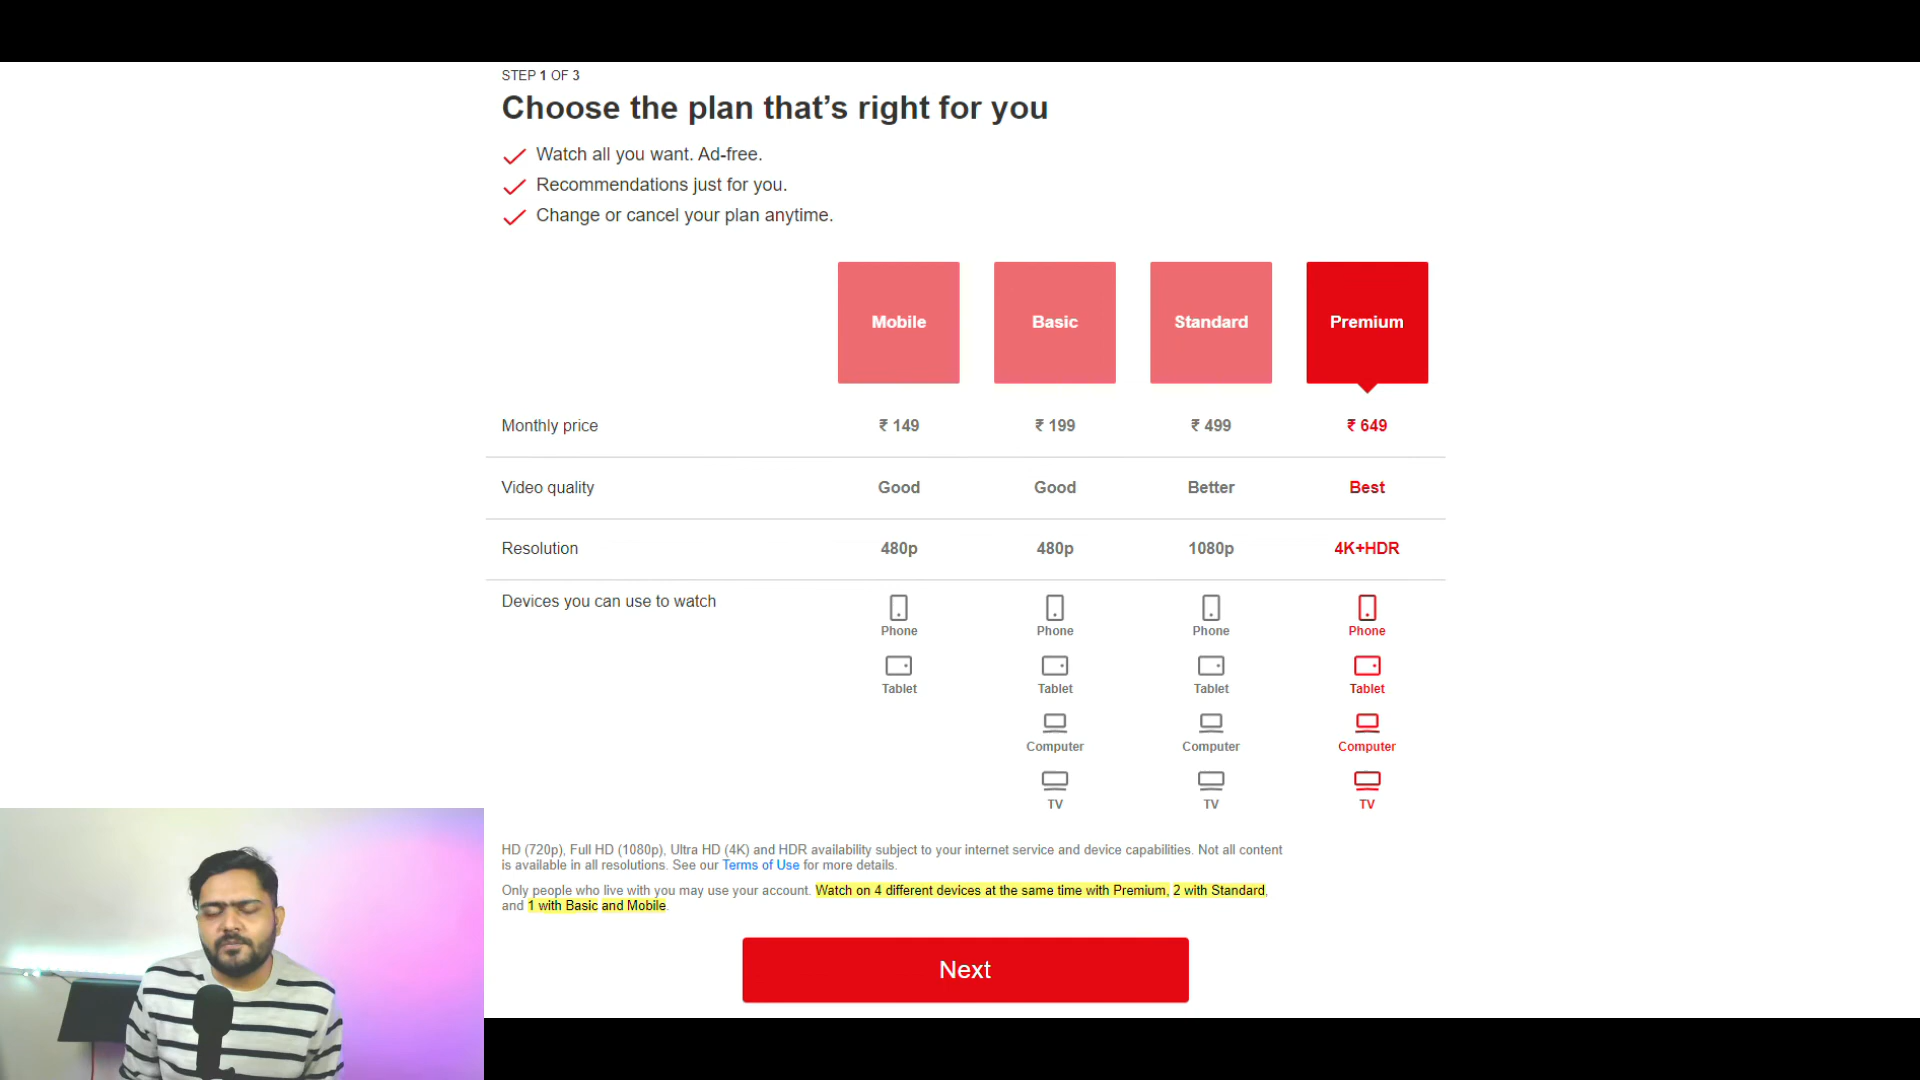 STEP 1 OF 3
Choose the plan that’s right for you
Watch all you want. Ad-free.
Recommendations just for you.
Change or cancel your plan anytime.
Mobile Basic Standard Premium
Monthly price ₹ 149 ₹ 199 ₹ 499 ₹ 649
Video quality Good Good Better Best
Resolution 480p 480p 1080p 4K+HDR
Devices you can use to watch
Phone Phone Phone Phone
Tablet Tablet Tablet Tablet
Computer Computer Computer
TV TV TV
HD (720p), Full HD (1080p), Ultra HD (4K) and HDR availability subject to your internet service and device capabilities. Not all content
is available in all resolutions. See our Terms of Use for more details.
Only people who live with you may use your account. Watch on 4 different devices at the same time with Premium, 2 with Standard,
and 1 with Basic and Mobile.
Next